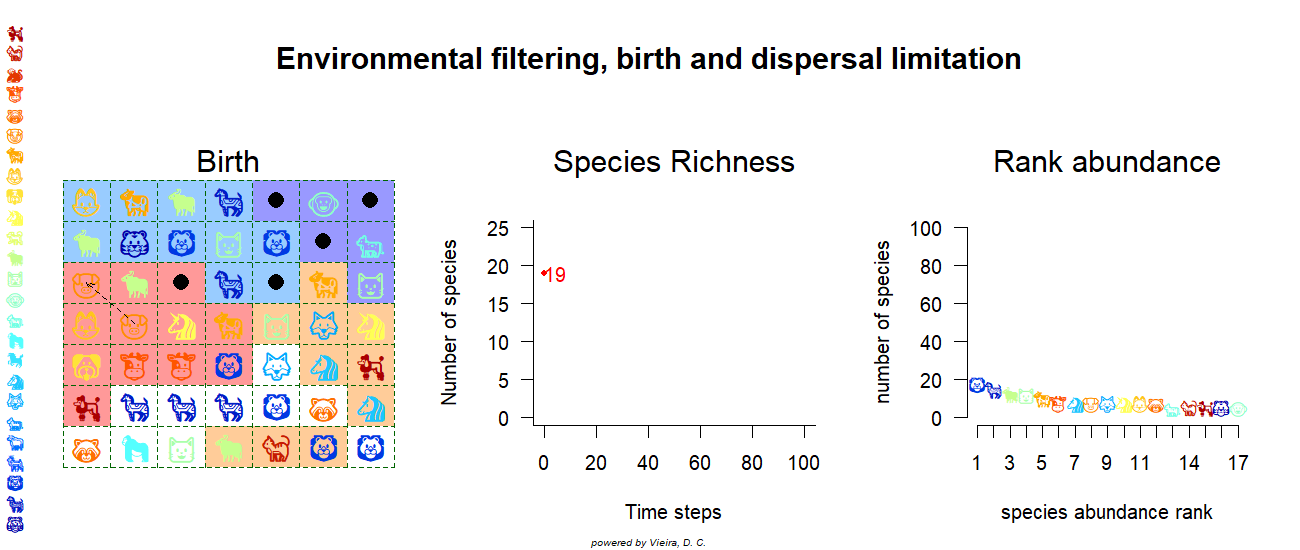 Environmental filtering, birth and dispersal limitation
Birth
Species Richness
Rank abundance
Number of species
25
20
15
10
5
0
19
0 20 40 60 80 100
Time steps
number of species
100
80
60
40
20
0
1 3 5 7 9 11 14 17
species abundance rank
powered by Vieira, D. C.